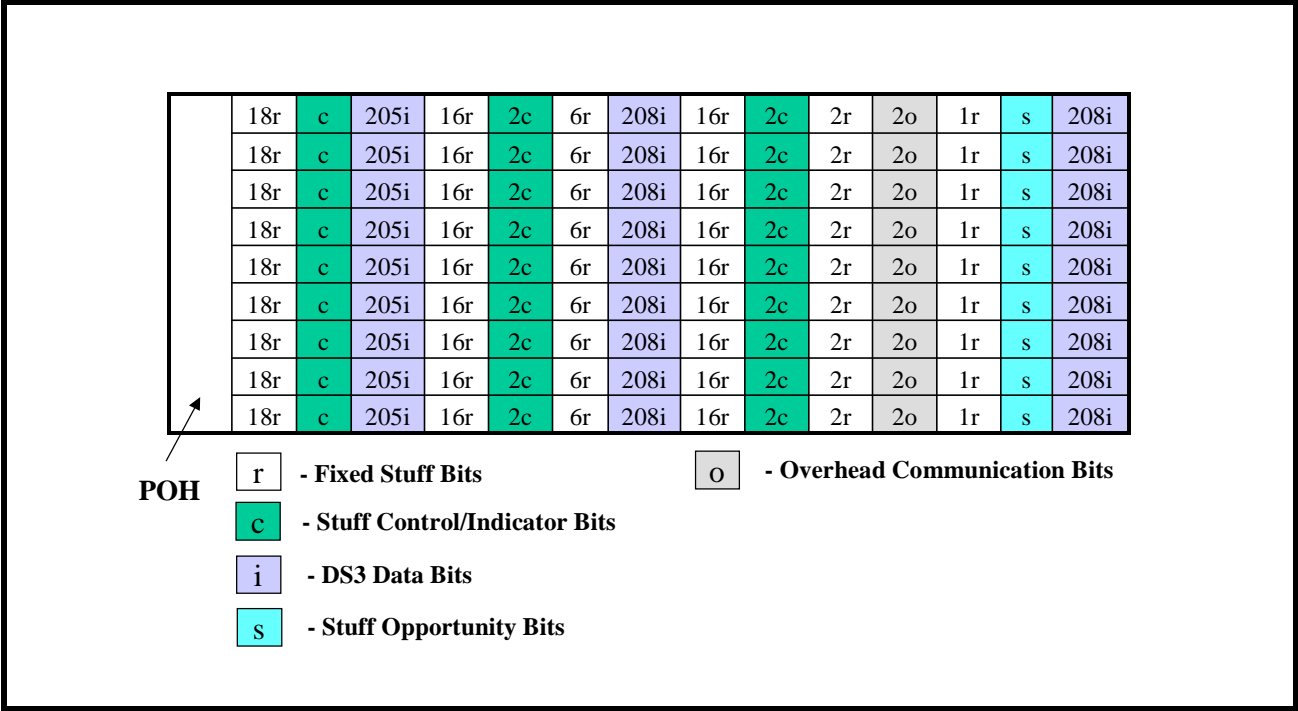 18r c 205i 16r 2c 6r 208i 16r 2c 2r 2o 1r s 208i
18r c 205i 16r 2c 6r 208i 16r 2c 2r 2o 1r s 208i
18r c 205i 16r 2c 6r 208i 16r 2c 2r 2o 1r s 208i
18r c 205i 16r 2c 6r 208i 16r 2c 2r 2o 1r s 208i
18r c 205i 16r 2c 6r 208i 16r 2c 2r 2o 1r s 208i
18r c 205i 16r 2c 6r 208i 16r 2c 2r 2o 1r s 208i
18r c 205i 16r 2c 6r 208i 16r 2c 2r 2o 1r s 208i
18r c 205i 16r 2c 6r 208i 16r 2c 2r 2o 1r s 208i
18r c 205i 16r 2c 6r 208i 16r 2c 2r 2o 1r s 208i
POH
r - Fixed Stuff Bits
o - Overhead Communication Bits
c - Stuff Control/Indicator Bits
i - DS3 Data Bits
s - Stuff Opportunity Bits